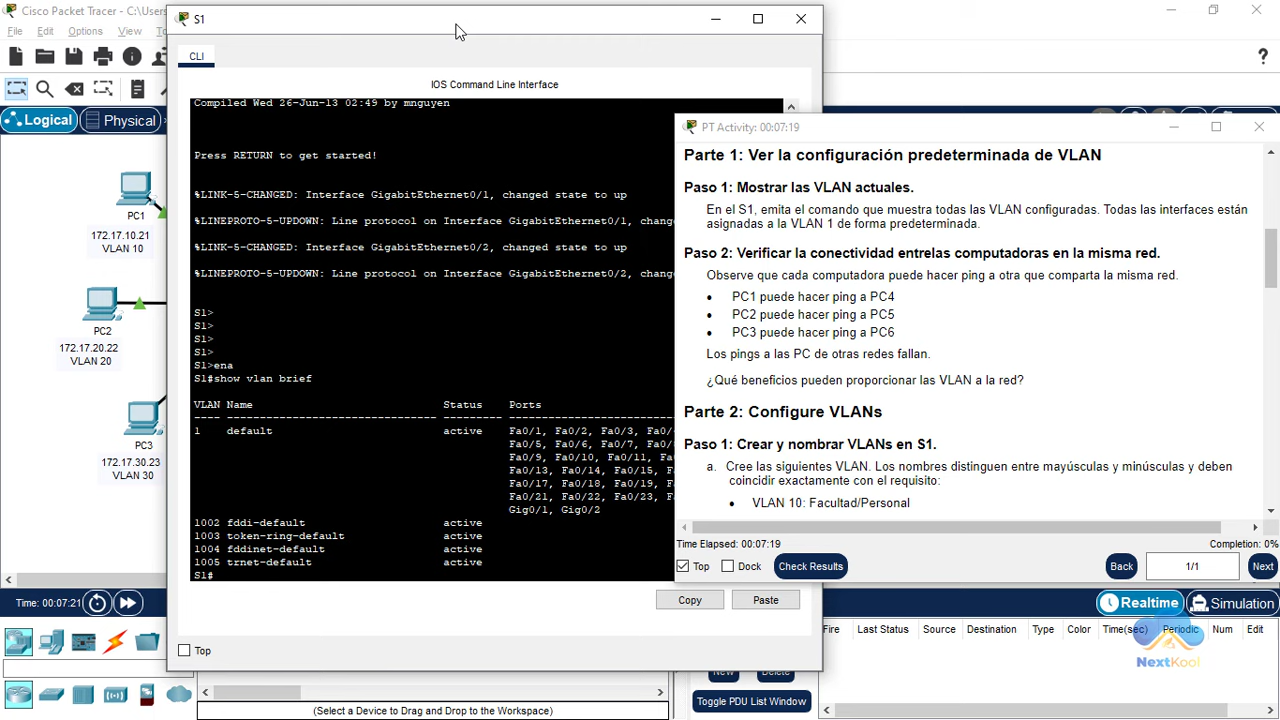 Cisco Packet Tracer - C:\Users
File Edit Options View
Logical
Physical
PC1
172.17.10.21
VLAN 10
PC2
172.17.20.22
VLAN 20
PC3
172.17.30.23
VLAN 30
Time: 00:07:21
S1
CLI
IOS Command Line Interface
Compiled Wed 26-Jun-13 02:49 by mnguyen
Press RETURN to get started!
%LINK-5-CHANGED: Interface GigabitEthernet0/1, changed state to up
%LINEPROTO-5-UPDOWN: Line protocol on Interface GigabitEthernet0/1, chang
%LINK-5-CHANGED: Interface GigabitEthernet0/2, changed state to up
%LINEPROTO-5-UPDOWN: Line protocol on Interface GigabitEthernet0/2, chang
S1>
S1>
S1>
S1>
S1>ena
S1#show vlan brief
VLAN Name Status Ports
---- -------------------------------- --------- -------------------------------
1 default active Fa0/1, Fa0/2, Fa0/3, Fa0/
Fa0/5, Fa0/6, Fa0/7, Fa0/
Fa0/9, Fa0/10, Fa0/11, Fa
Fa0/13, Fa0/14, Fa0/15, F
Fa0/17, Fa0/18, Fa0/19, F
Fa0/21, Fa0/22, Fa0/23, F
Gig0/1, Gig0/2
1002 fddi-default active
1003 token-ring-default active
1004 fddinet-default active
1005 trnet-default active
S1#
Copy Paste
Top
PT Activity: 00:07:19
Parte 1: Ver la configuración predeterminada de VLAN
Paso 1: Mostrar las VLAN actuales.
En el S1, emita el comando que muestra todas las VLAN configuradas. Todas las interfaces están
asignadas a la VLAN 1 de forma predeterminada.
Paso 2: Verificar la conectividad entrelas computadoras en la misma red.
Observe que cada computadora puede hacer ping a otra que comparta la misma red.
• PC1 puede hacer ping a PC4
• PC2 puede hacer ping a PC5
• PC3 puede hacer ping a PC6
Los pings a las PC de otras redes fallan.
¿Qué beneficios pueden proporcionar las VLAN a la red?
Parte 2: Configure VLANs
Paso 1: Crear y nombrar VLANs en S1.
a. Cree las siguientes VLAN. Los nombres distinguen entre mayúsculas y minúsculas y deben
coincidir exactamente con el requisito:
• VLAN 10: Facultad/Personal
Time Elapsed: 00:07:19 Completion: 0%
Top Dock Check Results Back 1/1 Next
Realtime Simulation
Fire Last Status Source Destination Type Color Time(sec) Periodic Num Edit
NextKool
New Delete
Toggle PDU List Window
(Select a Device to Drag and Drop to the Workspace)